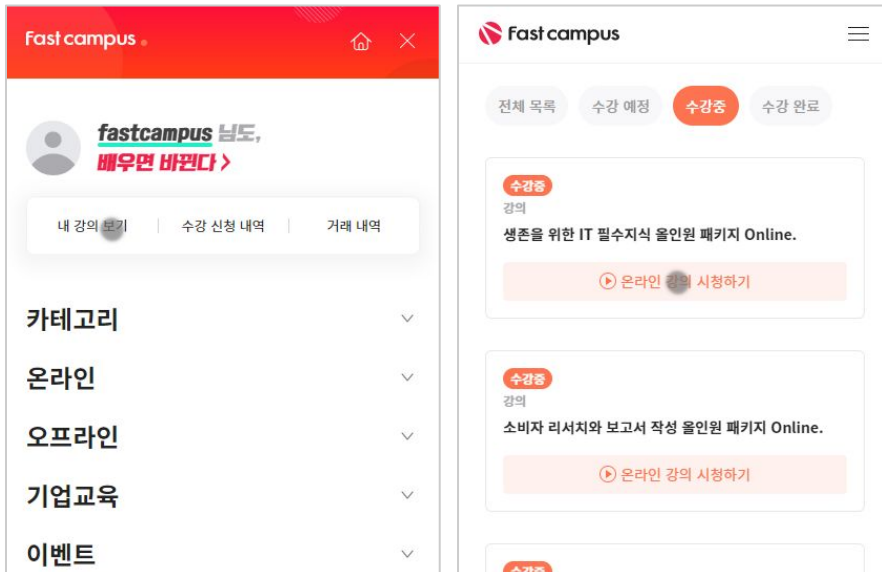 Fast campus
fastcampus 님도,
배우면 바뀐다 >
내 강의 보기
수강 신청 내역
거래 내역
카테고리
온라인
오프라인
기업교육
이벤트
Fast campus
전체 목록
수강 예정
수강중
수강 완료
수강중
강의
생존을 위한 IT 필수지식 올인원 패키지 Online.
온라인 강의 시청하기
수강중
강의
소비자 리서치와 보고서 작성 올인원 패키지 Online.
온라인 강의 시청하기
수강중